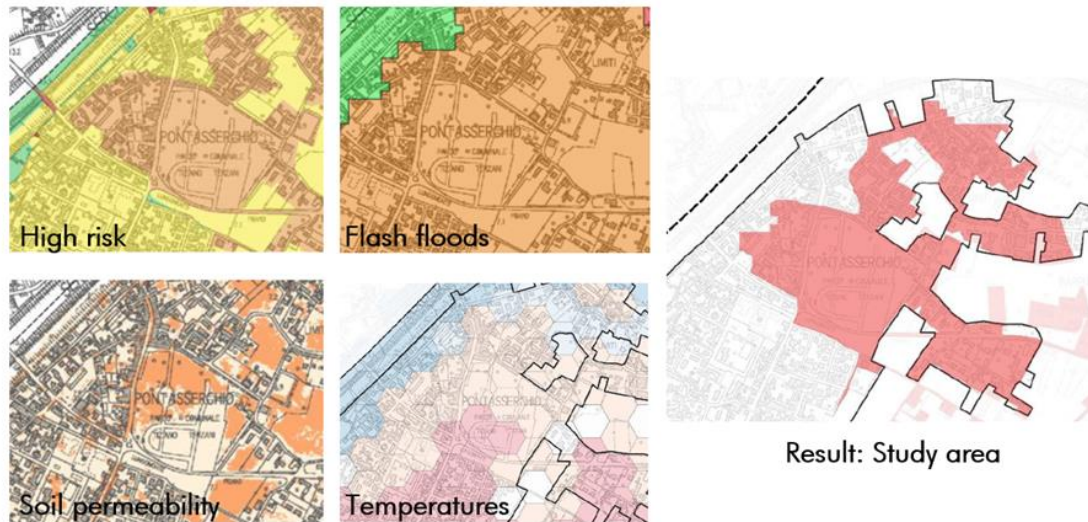 PONTASSERCHIO
High risk
LIMITI
PONTASSERCHIO
Flash floods
PONTASSERCHIO
Soil permeability
PONTASSERCHIO
Temperatures
PONTASSERCHIO
Result: Study area